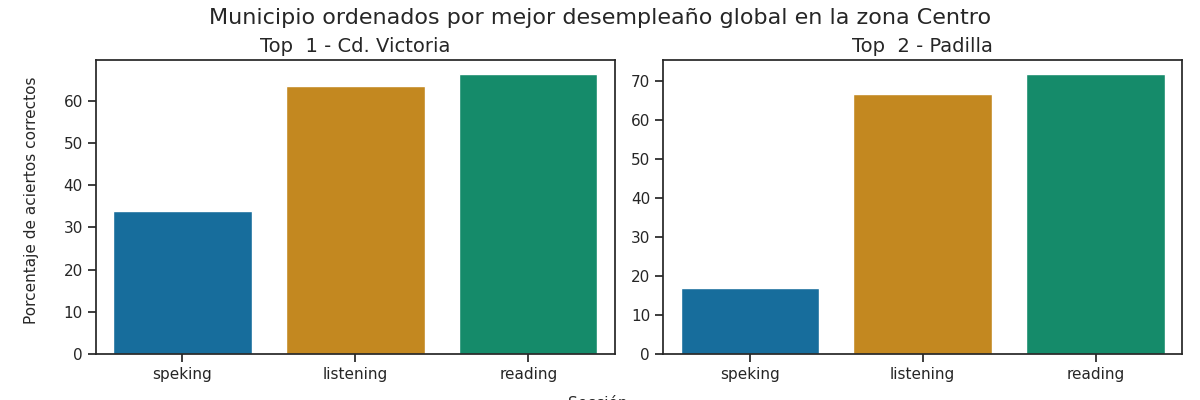 Municipio ordenados por mejor desempleaño global en la zona Centro
Top  1 - Cd. Victoria
Top  2 - Padilla
Porcentaje de aciertos correctos
60
50
40
30
20
10
0
speking
listening
reading
70
60
50
40
30
20
10
0
speking
listening
reading
Sección